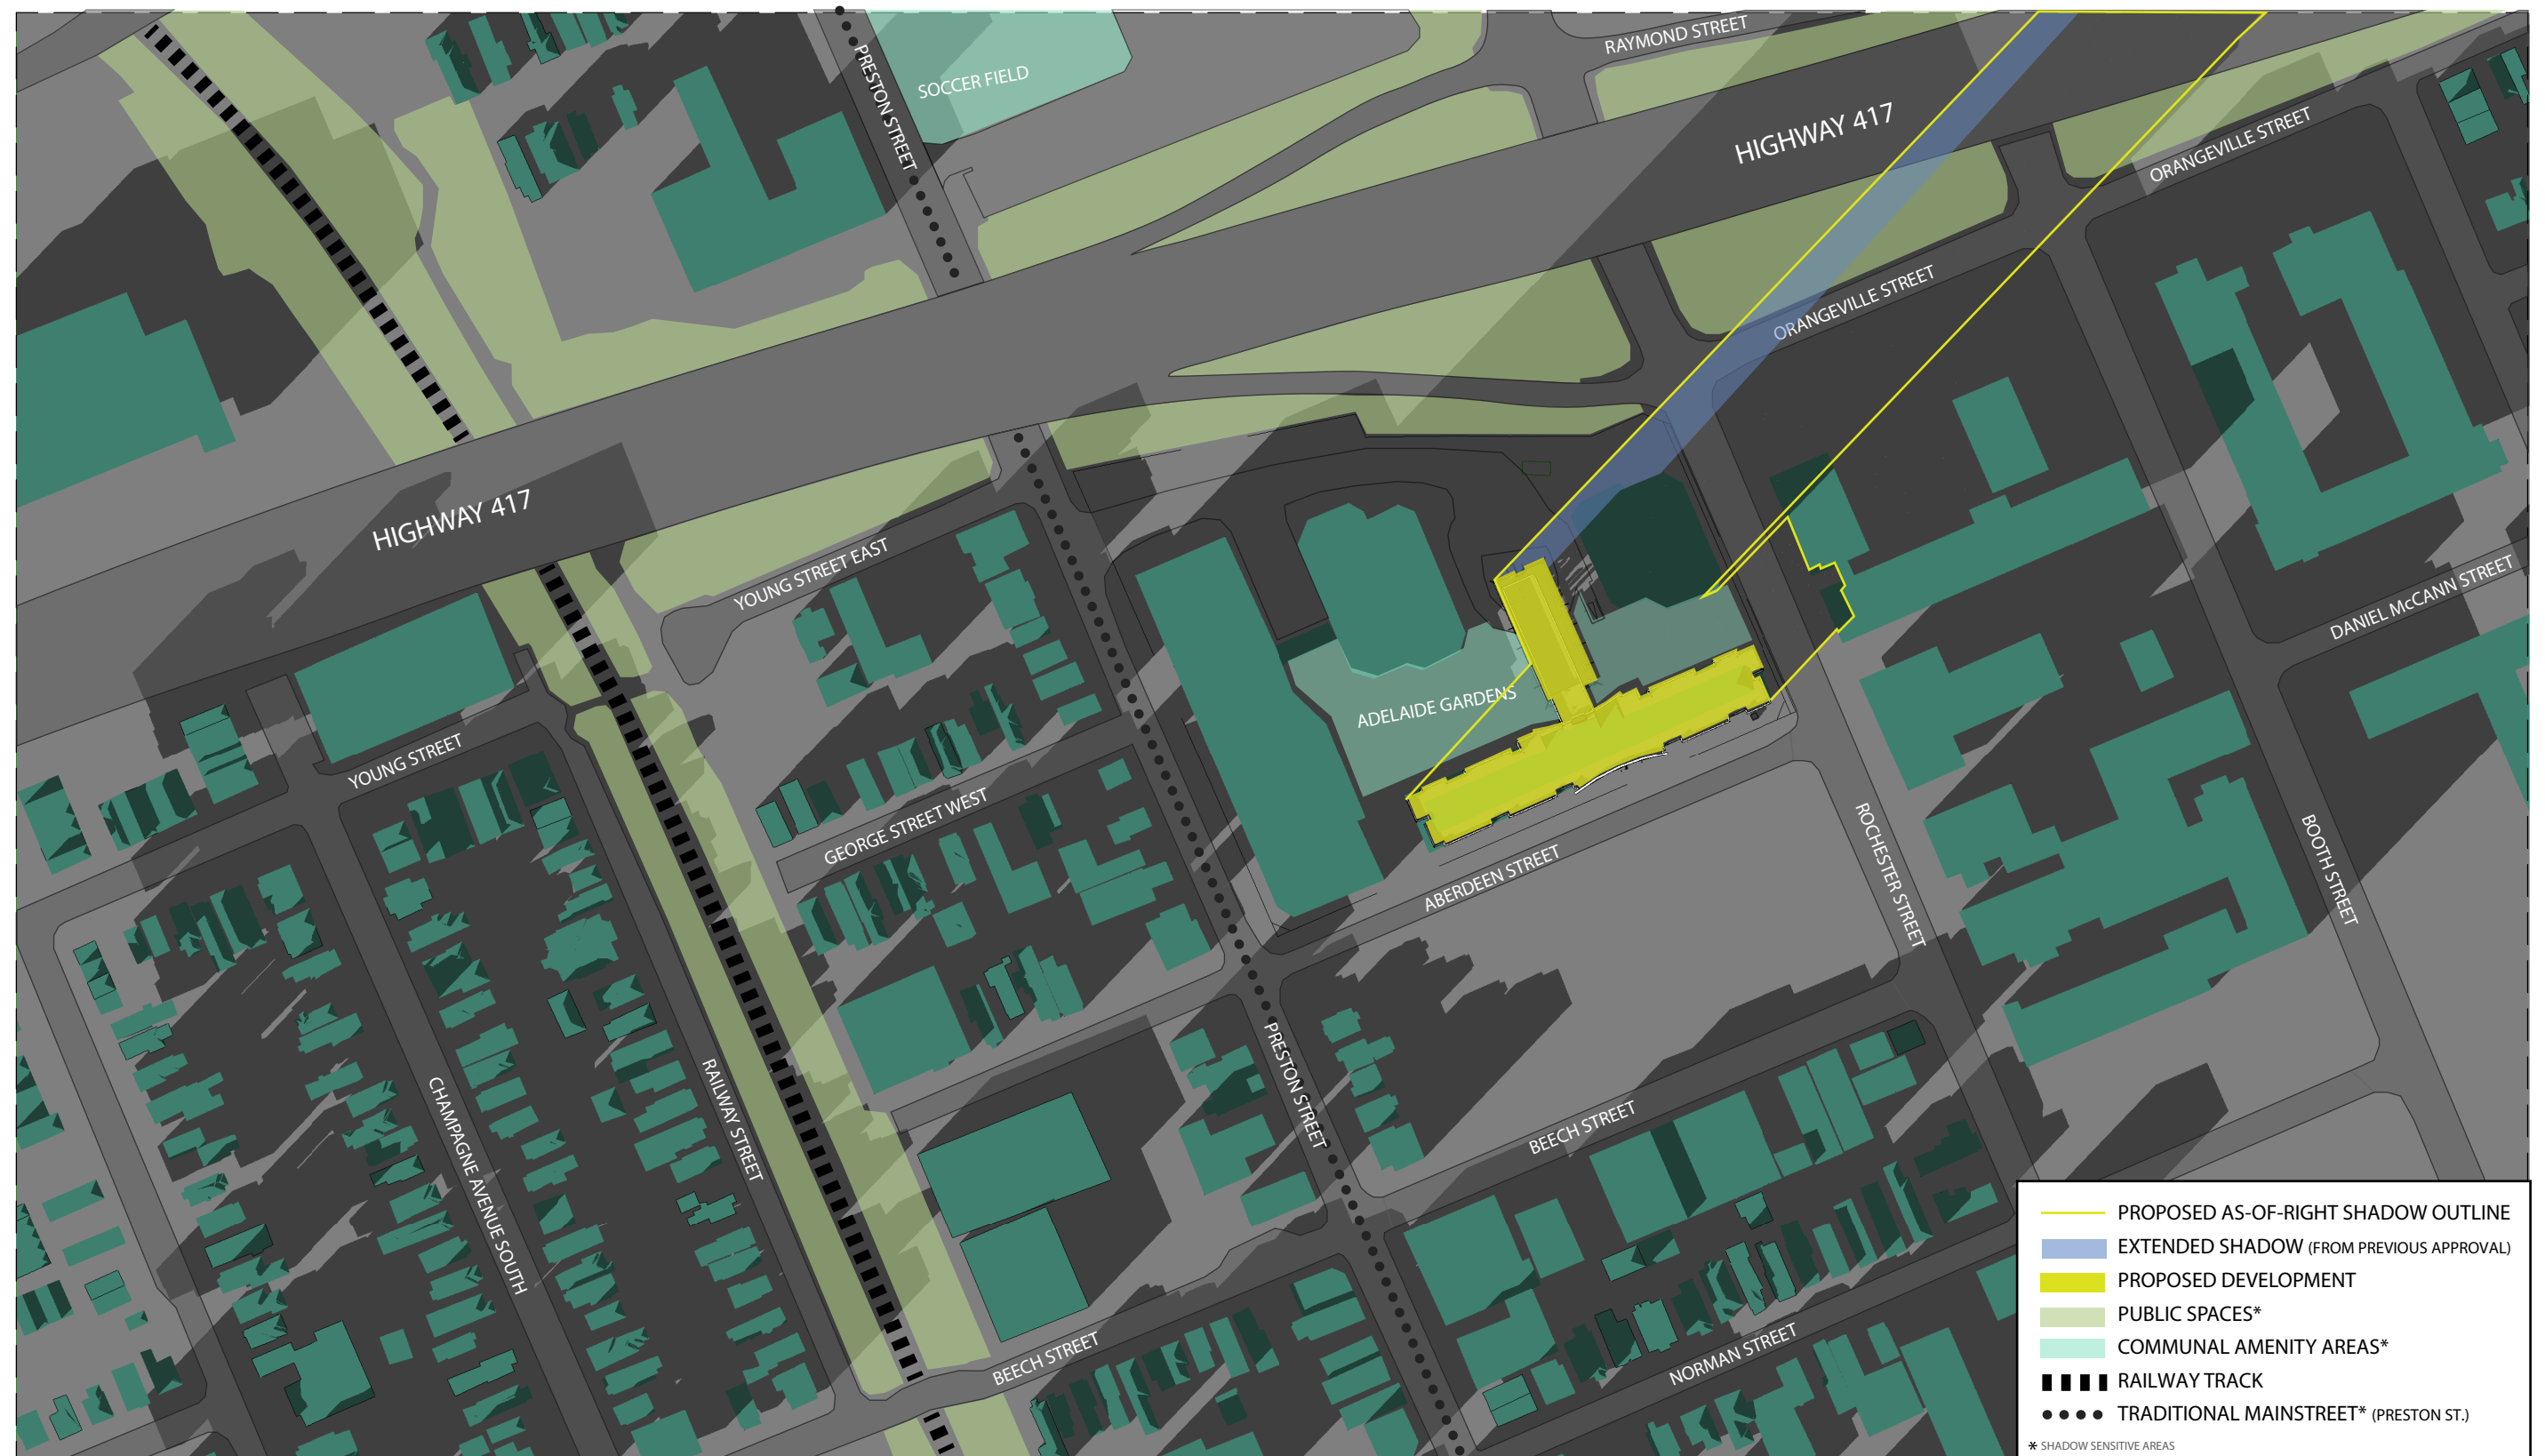 RAYMOND STREET
PRESTON STREET
SOCCER FIELD
HIGHWAY 417
ORANGEVILLE STREET
ORANGEVILLE STREET
HIGHWAY 417
YOUNG STREET EAST
DANIEL McCANN STREET
ADELAIDE GARDENS
YOUNG STREET
GEORGE STREET WEST
ABERDEEN STREET
ROCHESTER STREET
BOOTH STREET
PRESTON STREET
RAILWAY STREET
CHAMPAGNE AVENUE SOUTH
BEECH STREET
BEECH STREET
NORMAN STREET
PROPOSED AS-OF-RIGHT SHADOW OUTLINE
EXTENDED SHADOW (FROM PREVIOUS APPROVAL)
PROPOSED DEVELOPMENT
PUBLIC SPACES*
COMMUNAL AMENITY AREAS*
RAILWAY TRACK
TRADITIONAL MAINSTREET* (PRESTON ST.)
* SHADOW SENSITIVE AREAS